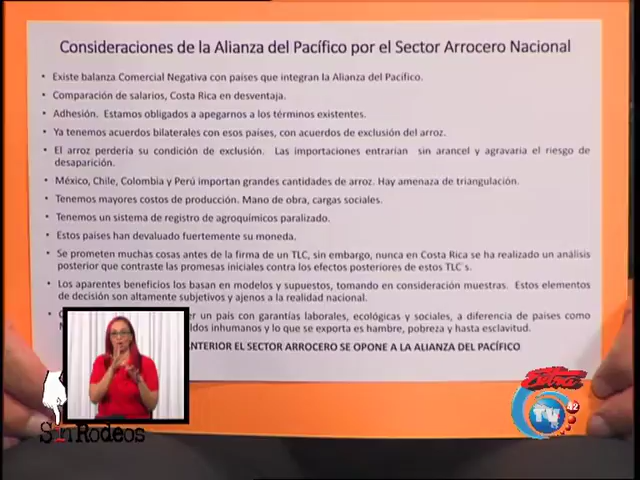 Consideraciones de la Alianza del Pacífico por el Sector Arrocero Nacional
• Existe balanza Comercial Negativa con países que integran la Alianza del Pacífico.
• Comparación de salarios, Costa Rica en desventaja.
• Adhesión. Estamos obligados a apegarnos a los términos existentes.
• Ya tenemos acuerdos bilaterales con esos países, con acuerdos de exclusión del arroz.
• El arroz perdería su condición de exclusión. Las importaciones entrarían sin arancel y agravaría el riesgo de
desaparición.
• México, Chile, Colombia y Perú importan grandes cantidades de arroz. Hay amenaza de triangulación.
• Tenemos mayores costos de producción. Mano de obra, cargas sociales.
• Tenemos un sistema de registro de agroquímicos paralizado.
• Estos países han devaluado fuertemente su moneda.
• Se prometen muchas cosas antes de la firma de un TLC, sin embargo, nunca en Costa Rica se ha realizado un análisis
posterior que contraste las promesas iniciales contra los efectos posteriores de estos TLC´s.
• Los aparentes beneficios los basan en modelos y supuestos, tomando en consideración muestras. Estos elementos
de decisión son altamente subjetivos y ajenos a la realidad nacional.
• un país con garantías laborales, ecológicas y sociales, a diferencia de países como
inhumanos y lo que se exporta es hambre, pobreza y hasta esclavitud.
ANTERIOR EL SECTOR ARROCERO SE OPONE A LA ALIANZA DEL PACÍFICO
Sin Rodeos
Extra
TV 42